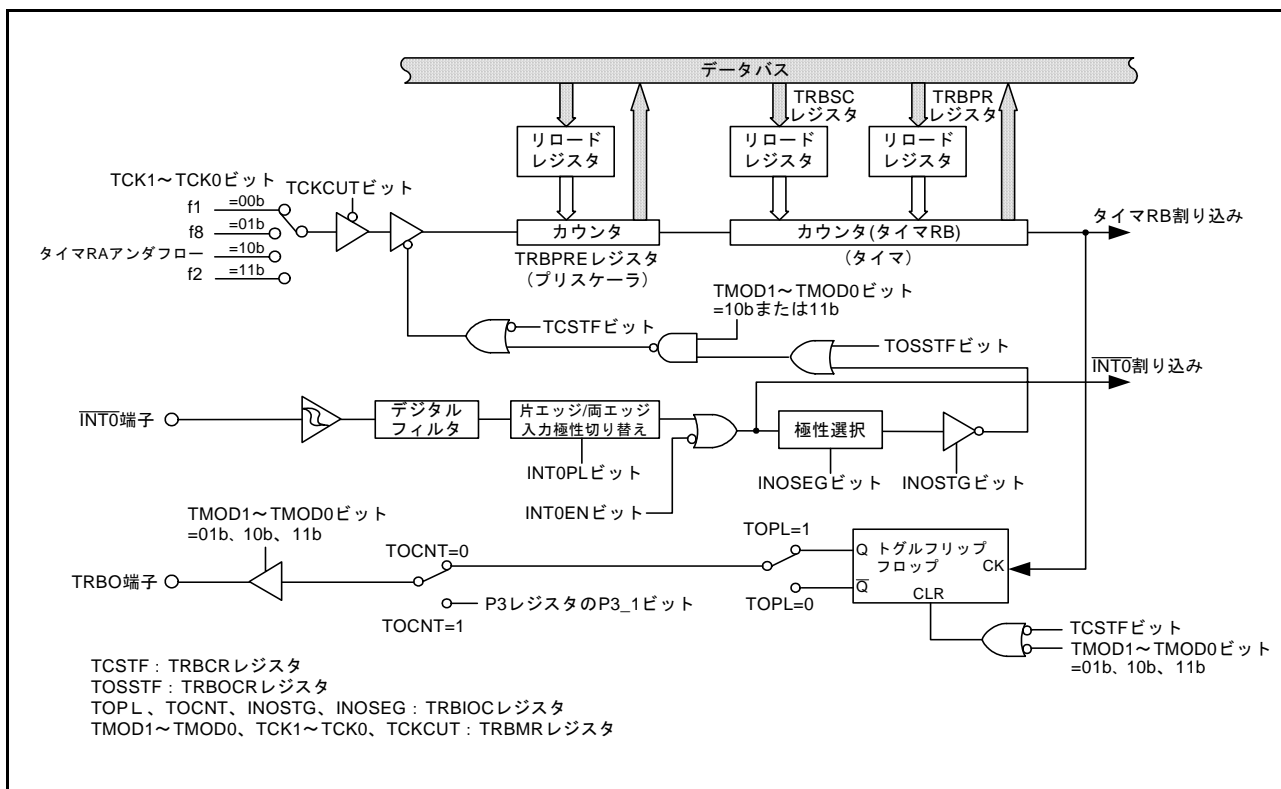 データバス
TRBSC
レジスタ
TRBPR
レジスタ
リロード
レジスタ
リロード
レジスタ
リロード
レジスタ
TCK1～TCK0ビット
TCKCUTビット
f1
=00b
f8
=01b
タイマRAアンダフロー
=10b
f2
=11b
カウンタ
TRBPREレジスタ
(プリスケーラ)
カウンタ(タイマRB)
(タイマ)
タイマRB割り込み
TMOD1～TMOD0ビット
=10bまたは11b
TCSTFビット
TOSSTFビット
INT0割り込み
INT0端子
デジタル
フィルタ
片エッジ/両エッジ
入力極性切り替え
極性選択
INT0PLビット
INOSEGビット
INOSTGビット
INT0ENビット
TMOD1～TMOD0ビット
=01b、10b、11b
TOPL=1
TOCNT=0
Q
トグルフリップ
フロップ
CK
TRBO端子
Q
CLR
P3レジスタのP3_1ビット
TOPL=0
TOCNT=1
TCSTFビット
TMOD1～TMOD0ビット
=01b、10b、11b
TCSTF：TRBCRレジスタ
TOSSTF：TRBOCRレジスタ
TOPL、TOCNT、INOSTG、INOSEG：TRBIOCレジスタ
TMOD1～TMOD0、TCK1～TCK0、TCKCUT：TRBMRレジスタ